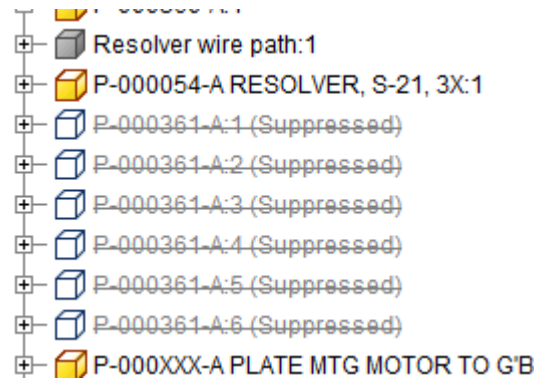 Resolver wire path:1
P-000054-A RESOLVER, S-21, 3X:1
P-000361-A:1 (Suppressed)
P-000361-A:2 (Suppressed)
P-000361-A:3 (Suppressed)
P-000361-A:4 (Suppressed)
P-000361-A:5 (Suppressed)
P-000361-A:6 (Suppressed)
P-000XXX-A PLATE MTG MOTOR TO G'B